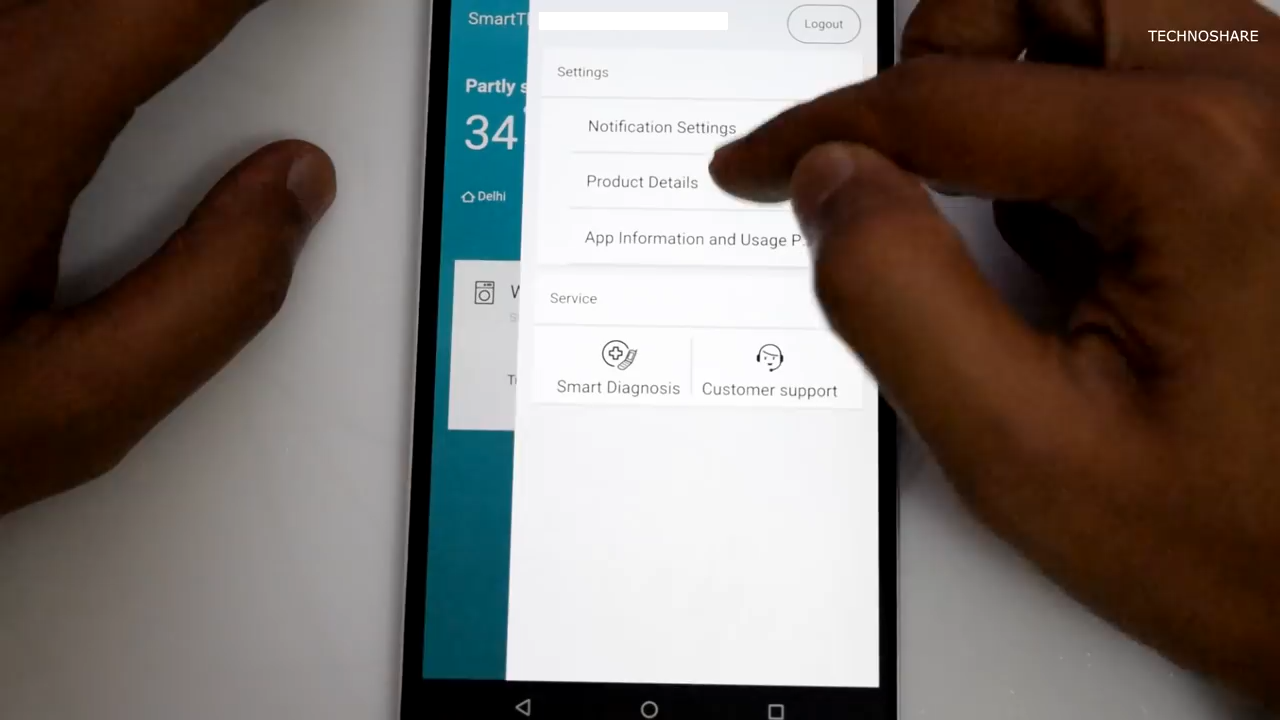 TECHNOSHARE
SmartT
Logout
Partly s
34°
Delhi
W
Settings
Notification Settings
Product Details
App Information and Usage P..
Service
Smart Diagnosis
Customer support